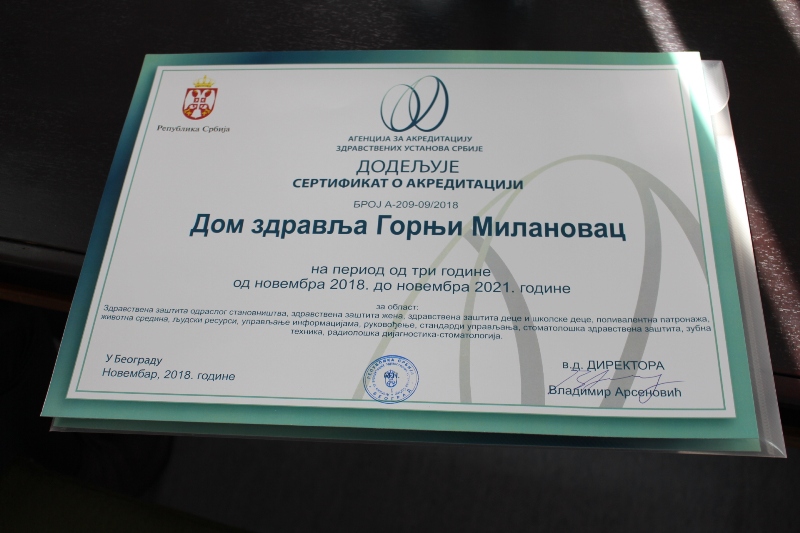 Република Србија
АГЕНЦИЈА ЗА АКРЕДИТАЦИЈУ
ЗДРАВСТВЕНИХ УСТАНОВА СРБИЈЕ
ДОДЕЉУЈЕ
СЕРТИФИКАТ О АКРЕДИТАЦИЈИ
БРОЈ А-209-09/2018
Дом здравља Горњи Милановац
на период од три године
од новембра 2018. до новембра 2021. године
за област:
Здравствена заштита одраслог становништва, здравствена заштита жена, здравствена заштита деце и школске деце, поливалентна патронажа,
животна средина, људски ресурси, управљање информацијама, руковођење, стандарди управљања, стоматолошка здравствена заштита, зубна
техника, радиолошка дијагностика-стоматологија.
У Београду
Новембар, 2018. године
в.д. ДИРЕКТОРА
Владимир Арсеновић